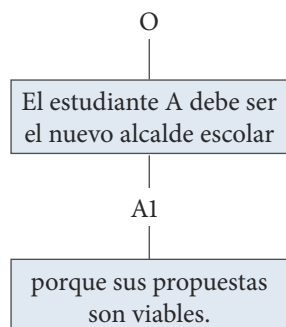 O
El estudiante A debe ser
el nuevo alcalde escolar
A1
porque sus propuestas
son viables.